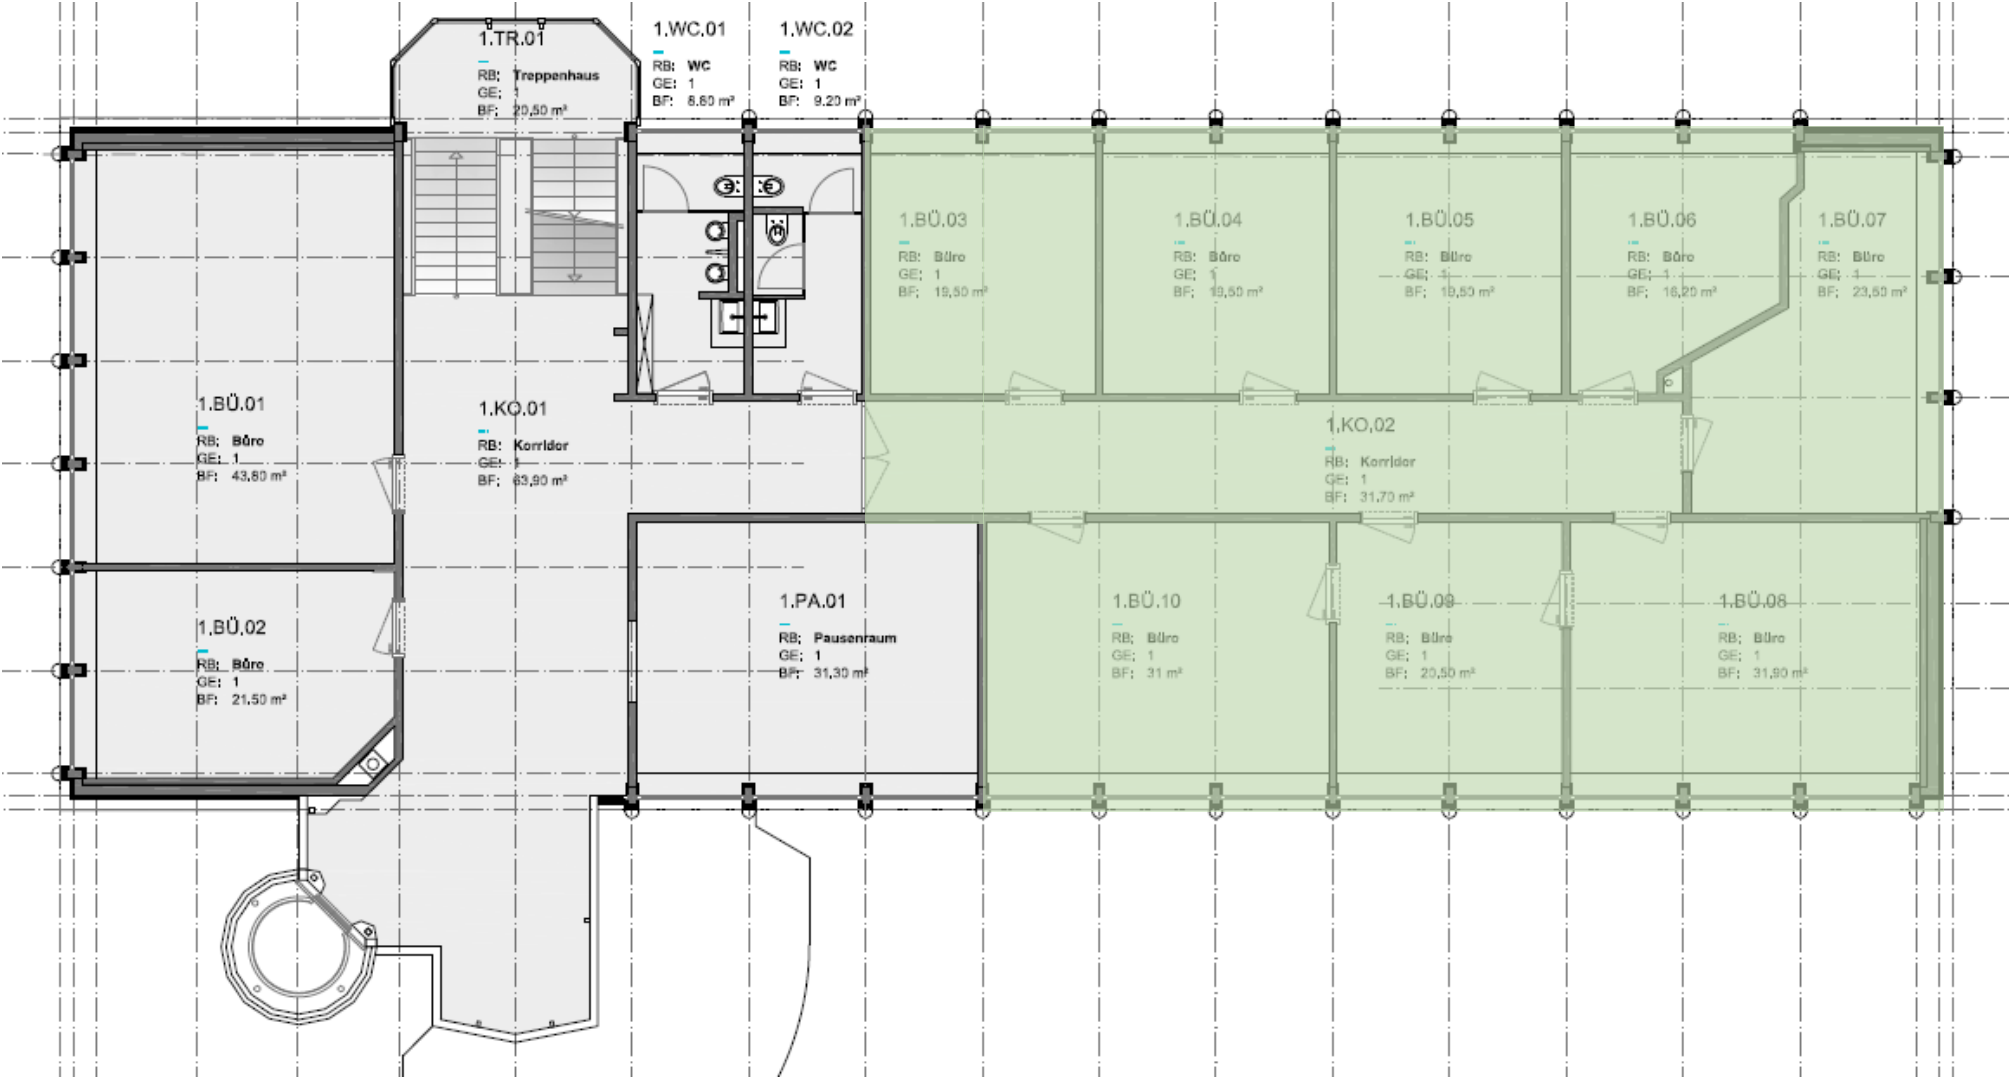 1.TR.01
RB: Treppenhaus
GE: 1
BF: 20,50 m²
1.WC.01
RB: WC
GE: 1
BF: 8.80 m²
1.WC.02
RB: WC
GE: 1
BF: 9.20 m²
1.BÜ.03
RB: Büro
GE: 1
BF: 19,50 m²
1.BÜ.04
RB: Büro
GE: 1
BF: 19,50 m²
1.BÜ.05
RB: Büro
GE: 1
BF: 19,50 m²
1.BÜ.06
RB: Büro
GE: 1
BF: 16,20 m²
1.BÜ.07
RB: Büro
GE: 1
BF: 23,50 m²
1.BÜ.01
RB: Büro
GE: 1
BF: 43,80 m²
1.KO.01
RB: Korridor
GE: 1
BF: 63,90 m²
1.KO.02
RB: Korridor
GE: 1
BF: 31,70 m²
1.BÜ.02
RB: Büro
GE: 1
BF: 21,50 m²
1.PA.01
RB: Pausenraum
GE: 1
BF: 31,30 m²
1.BÜ.10
RB: Büro
GE: 1
BF: 31 m²
1.BÜ.09
RB: Büro
GE: 1
BF: 20,50 m²
1.BÜ.08
RB: Büro
GE: 1
BF: 31,90 m²